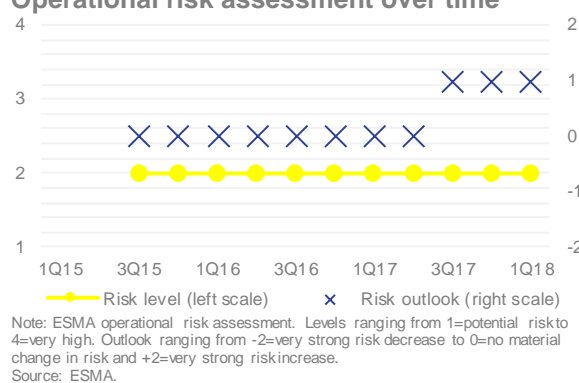 Operational risk assessment over time
4 2
3 1
0
2
-1
1 -2
1Q15 3Q15 1Q16 3Q16 1Q17 3Q17 1Q18
Risk level (left scale) Risk outlook (right scale)
Note: ESMA operational risk assessment. Levels ranging from 1=potential risk to
4=very high. Outlook ranging from -2=very strong risk decrease to 0=no material
change in risk and +2=very strong risk increase.
Source: ESMA.